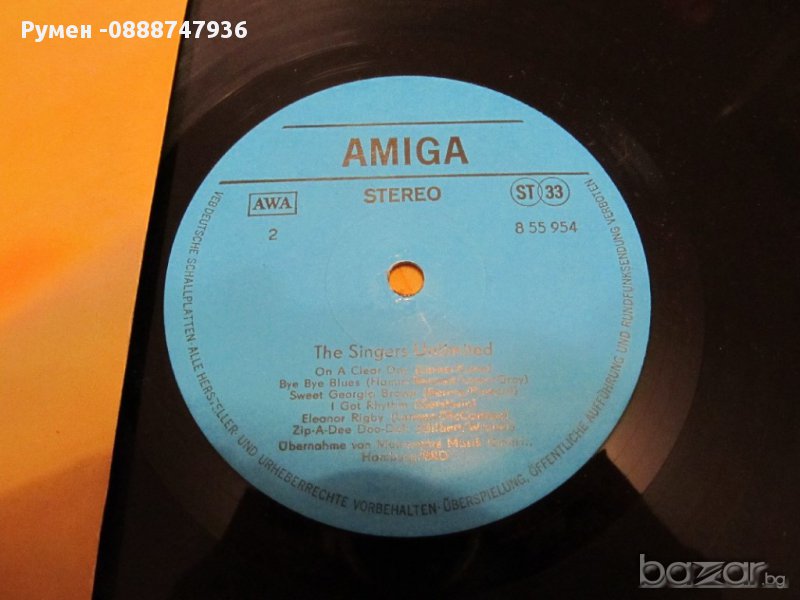 Румен -0888747936
AMIGA
STEREO
AWA
ST 33
2
8 55 954
The Singers Unlimited
On A Clear Day
Bye Bye Blues
Sweet Georgia Brown
I Got Rhythm
Eleanor Rigby
Zip-A-Dee Doo-Dah
Übernahme von Musik
Hamburg/BRD
VEB DEUTSCHE SCHALLPLATTEN·ALLE HERSTELLER- UND URHEBERRECHTE VORBEHALTEN·ÜBERSPIELUNG, ÖFFENTLICHE AUFFÜHRUNG UND RUNDFUNKSENDUNG VERBOTEN
bazar.bg